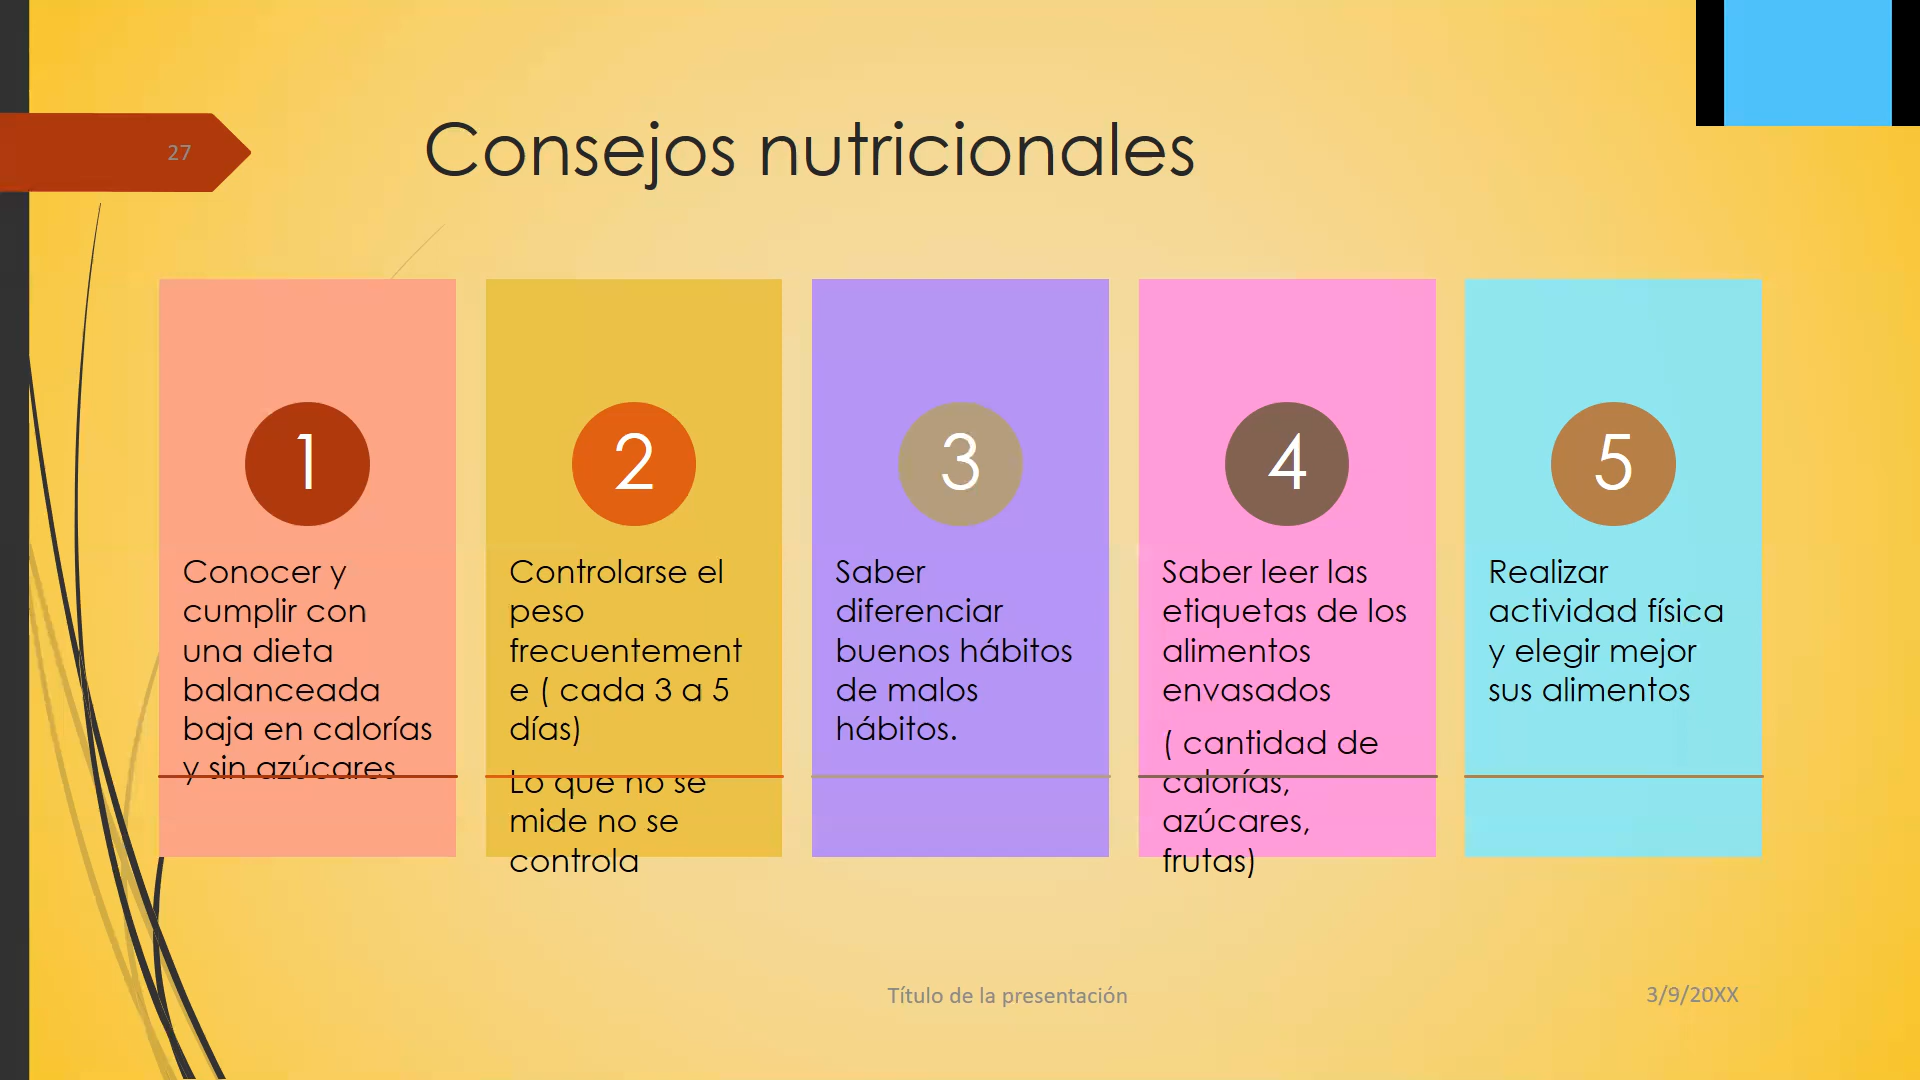 27
Consejos nutricionales
1
Conocer y
cumplir con
una dieta
balanceada
baja en calorías
y sin azúcares
2
Controlarse el
peso
frecuentement
e ( cada 3 a 5
días)
Lo que no se
mide no se
controla
3
Saber
diferenciar
buenos hábitos
de malos
hábitos.
4
Saber leer las
etiquetas de los
alimentos
envasados
( cantidad de
calorías,
azúcares,
frutas)
5
Realizar
actividad física
y elegir mejor
sus alimentos
Título de la presentación
3/9/20XX